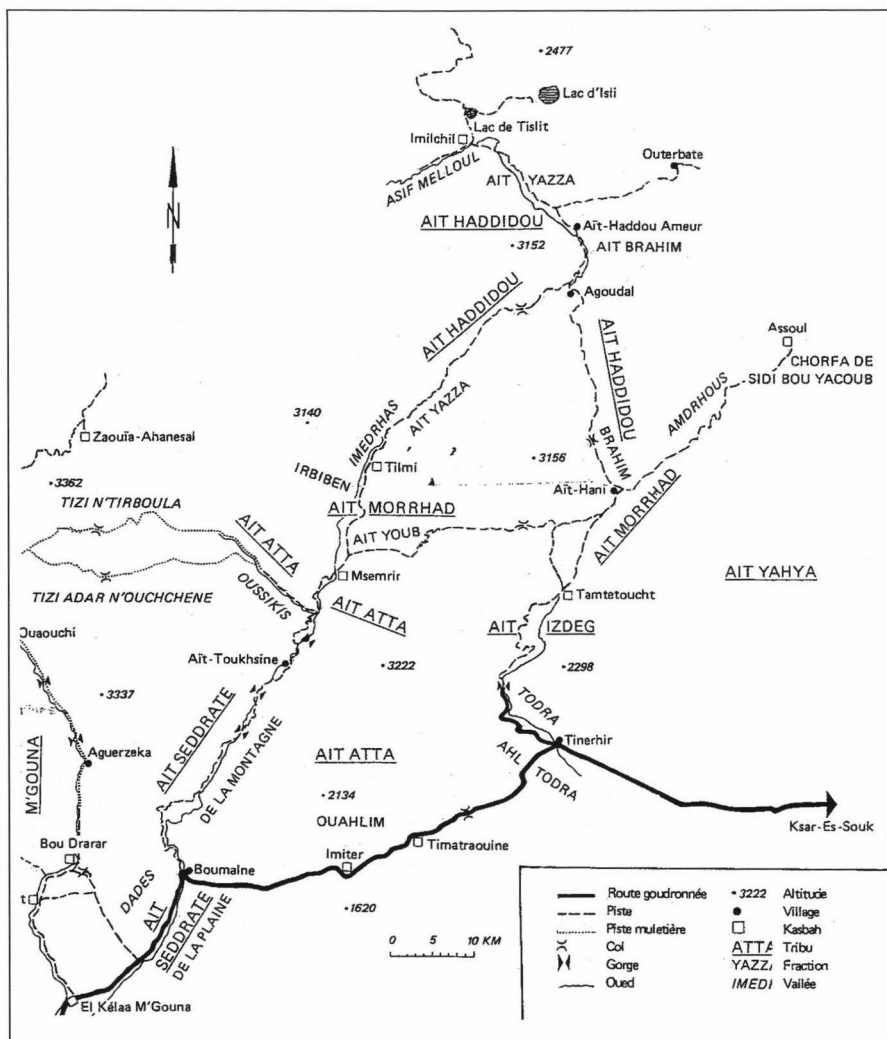 •2477
Lac d'Isli
Lac de Tislit
Imilchil
Outerbate
ASIF MELLOUL
AIT YAZZA
AIT HADDIDOU
Aït-Haddou Ameur
•3152
AIT BRAHIM
N
Agoudal
AIT HADDIDOU
AIT HADDIDOU
Assoul
CHORFA DE
SIDI BOU YACOUB
AMDRHOUS
3140
IMEDRHAS
AIT YAZZA
Zaouïa-Ahanesal
BRAHIM
•3156
IRBIBEN
Tilmi
•3362
Aït-Hani
TIZI N'TIRBOULA
AIT MORRHAD
AIT MORRHAD
AIT ATTA
AIT YOUB
Msemrir
AIT YAHYA
OUSSIKIS
TIZI ADAR N'OUCHCHENE
AIT ATTA
Tamtetoucht
AIT IZDEG
Ouaouchi
Aït-Toukhsine
•3222
•2298
•3337
AIT SEDDRATE
DE LA MONTAGNE
TODRA
Tinerhir
M'GOUNA
Aguerzeka
AIT ATTA
AHL TODRA
•2134
OUAHLIM
Ksar-Es-Souk
Bou Drarar
Timatraouine
Imiter
Boumalne
t
DADES
AIT
SEDDRATE
DE LA PLAINE
•1620
0 5 10 KM
El Kélaa M'Gouna
Route goudronnée •3222 Altitude
Piste Village
Piste muletière Kasbah
Col ATTA Tribu
Gorge YAZZA Fraction
Oued IMEDI Vallée